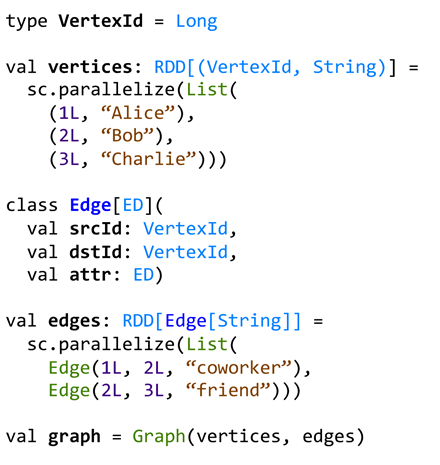 type VertexId = Long
val vertices: RDD[(VertexId, String)] =
sc.parallelize(List(
(1L, “Alice”),
(2L, “Bob”),
(3L, “Charlie”)))
class Edge[ED](
val srcId: VertexId,
val dstId: VertexId,
val attr: ED)
val edges: RDD[Edge[String]] =
sc.parallelize(List(
Edge(1L, 2L, “coworker”),
Edge(2L, 3L, “friend”)))
val graph = Graph(vertices, edges)